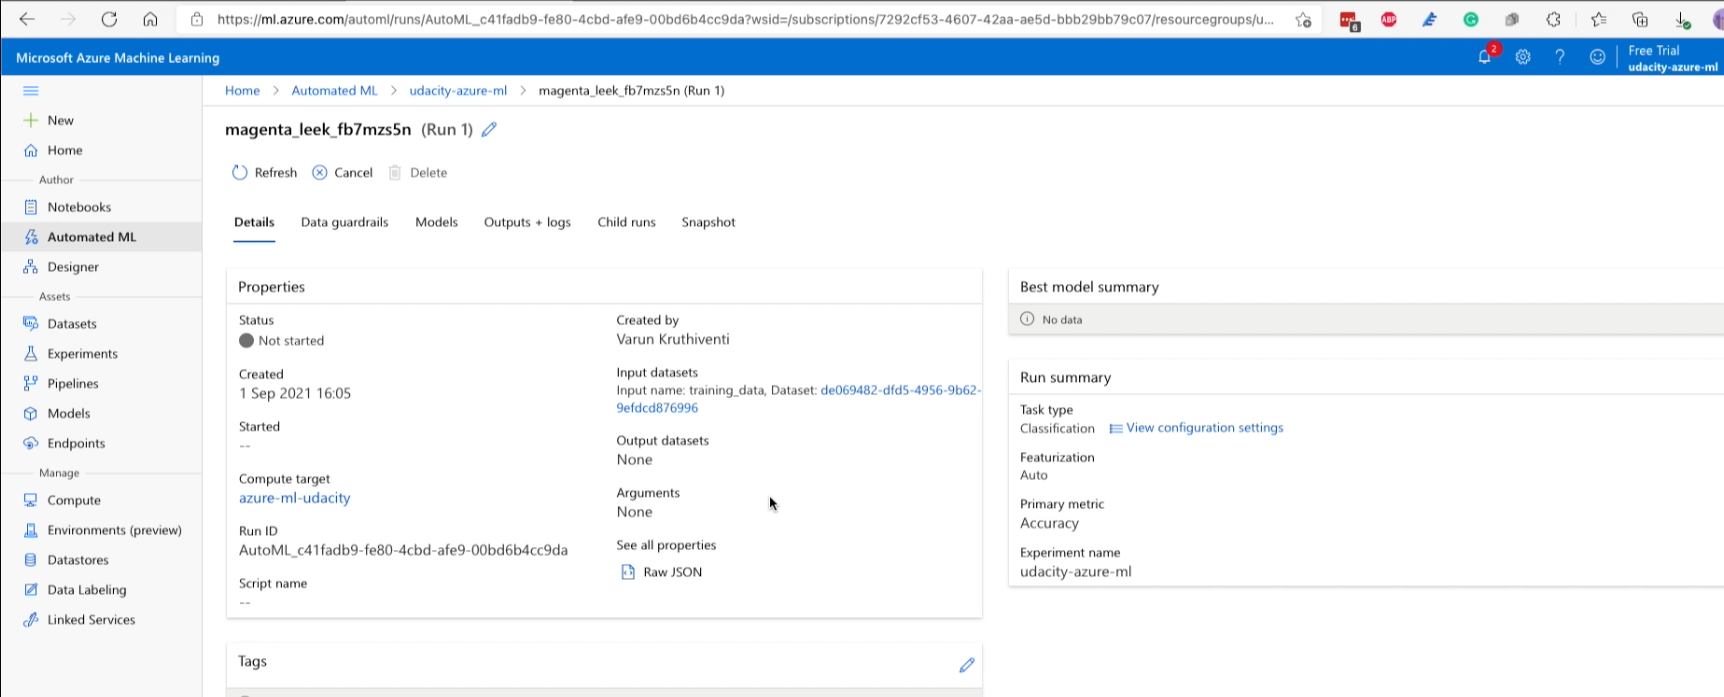 https://ml.azure.com/automl/runs/AutoML_c41fadb9-fe80-4cbd-afe9-00bd6b4cc9da?wsid=/subscriptions/7292cf53-4607-42aa-ae5d-bbb29bb79c07/resourcegroups/u...
6
ABP
Microsoft Azure Machine Learning
2
Free Trial
udacity-azure-ml
Home > Automated ML > udacity-azure-ml > magenta_leek_fb7mzs5n (Run 1)
New
Home
Author
Notebooks
Automated ML
Designer
Assets
Datasets
Experiments
Pipelines
Models
Endpoints
Manage
Compute
Environments (preview)
Datastores
Data Labeling
Linked Services
magenta_leek_fb7mzs5n (Run 1)
Refresh Cancel Delete
Details Data guardrails Models Outputs + logs Child runs Snapshot
Properties
Status
Not started
Created
1 Sep 2021 16:05
Started
--
Compute target
azure-ml-udacity
Run ID
AutoML_c41fadb9-fe80-4cbd-afe9-00bd6b4cc9da
Script name
--
Created by
Varun Kruthiventi
Input datasets
Input name: training_data, Dataset: de069482-dfd5-4956-9b62-
9efdcd876996
Output datasets
None
Arguments
None
See all properties
Raw JSON
Tags
Best model summary
No data
Run summary
Task type
Classification View configuration settings
Featurization
Auto
Primary metric
Accuracy
Experiment name
udacity-azure-ml